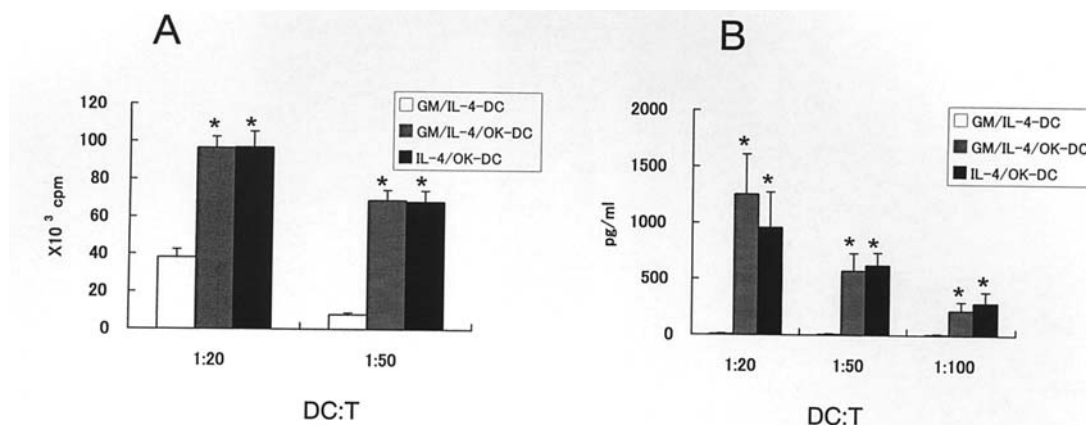 A
X10³ cpm
120
100
80
60
40
20
0
* * * *
GM/IL-4-DC
GM/IL-4/OK-DC
IL-4/OK-DC
1:20 1:50
DC:T
B
pg/ml
2000
1500
1000
500
0
* * * * * *
GM/IL-4-DC
GM/IL-4/OK-DC
IL-4/OK-DC
1:20 1:50 1:100
DC:T